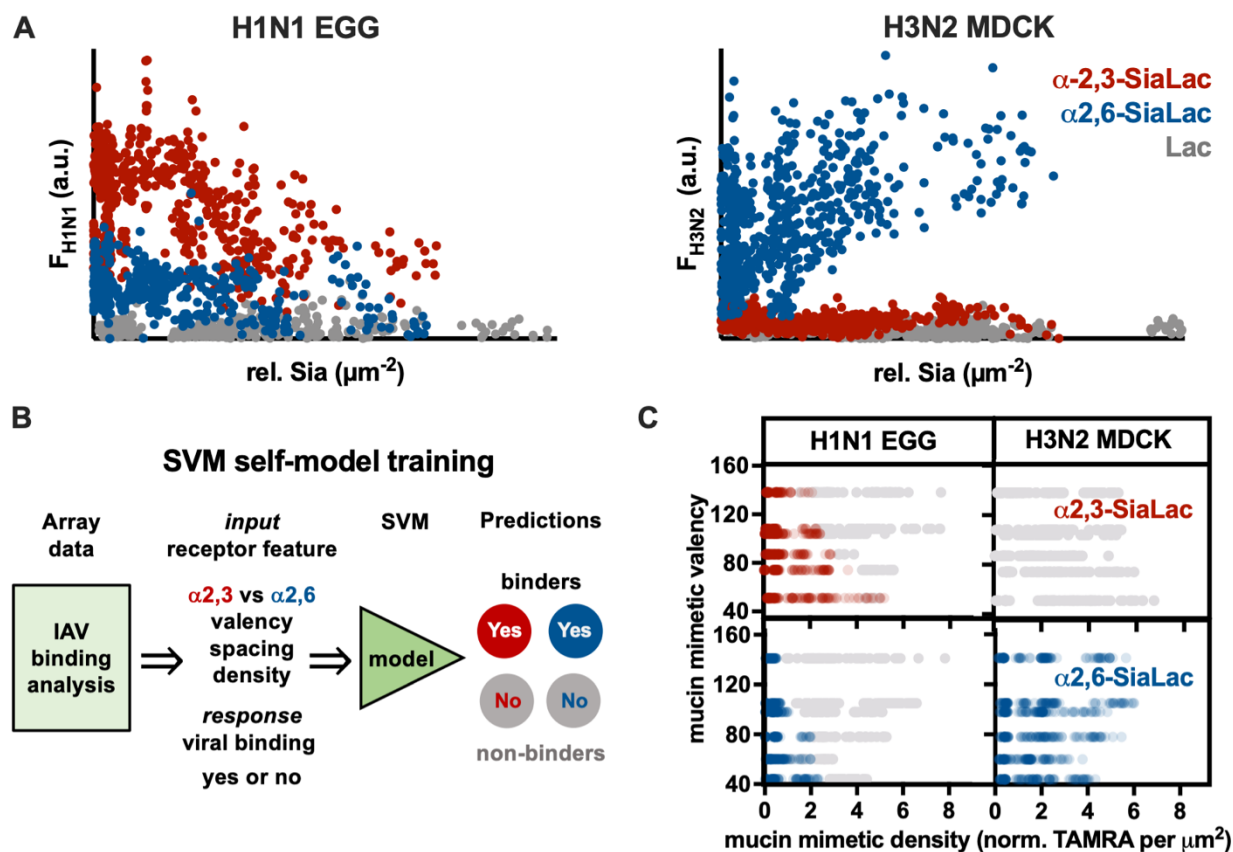 A
H1N1 EGG
H3N2 MDCK
α-2,3-SiaLac
α2,6-SiaLac
Lac
F_H1N1 (a.u.)
F_H3N2 (a.u.)
rel. Sia (µm⁻²)
rel. Sia (µm⁻²)
B
SVM self-model training
Array
data
input
receptor feature
SVM
Predictions
IAV
binding
analysis
α2,3 vs α2,6
valency
spacing
density
response
viral binding
yes or no
model
binders
Yes
Yes
No
No
non-binders
C
H1N1 EGG
H3N2 MDCK
mucin mimetic valency
160
120
80
40
160
120
80
40
α2,3-SiaLac
α2,6-SiaLac
0 2 4 6 8
0 2 4 6 8
mucin mimetic density (norm. TAMRA per µm²)